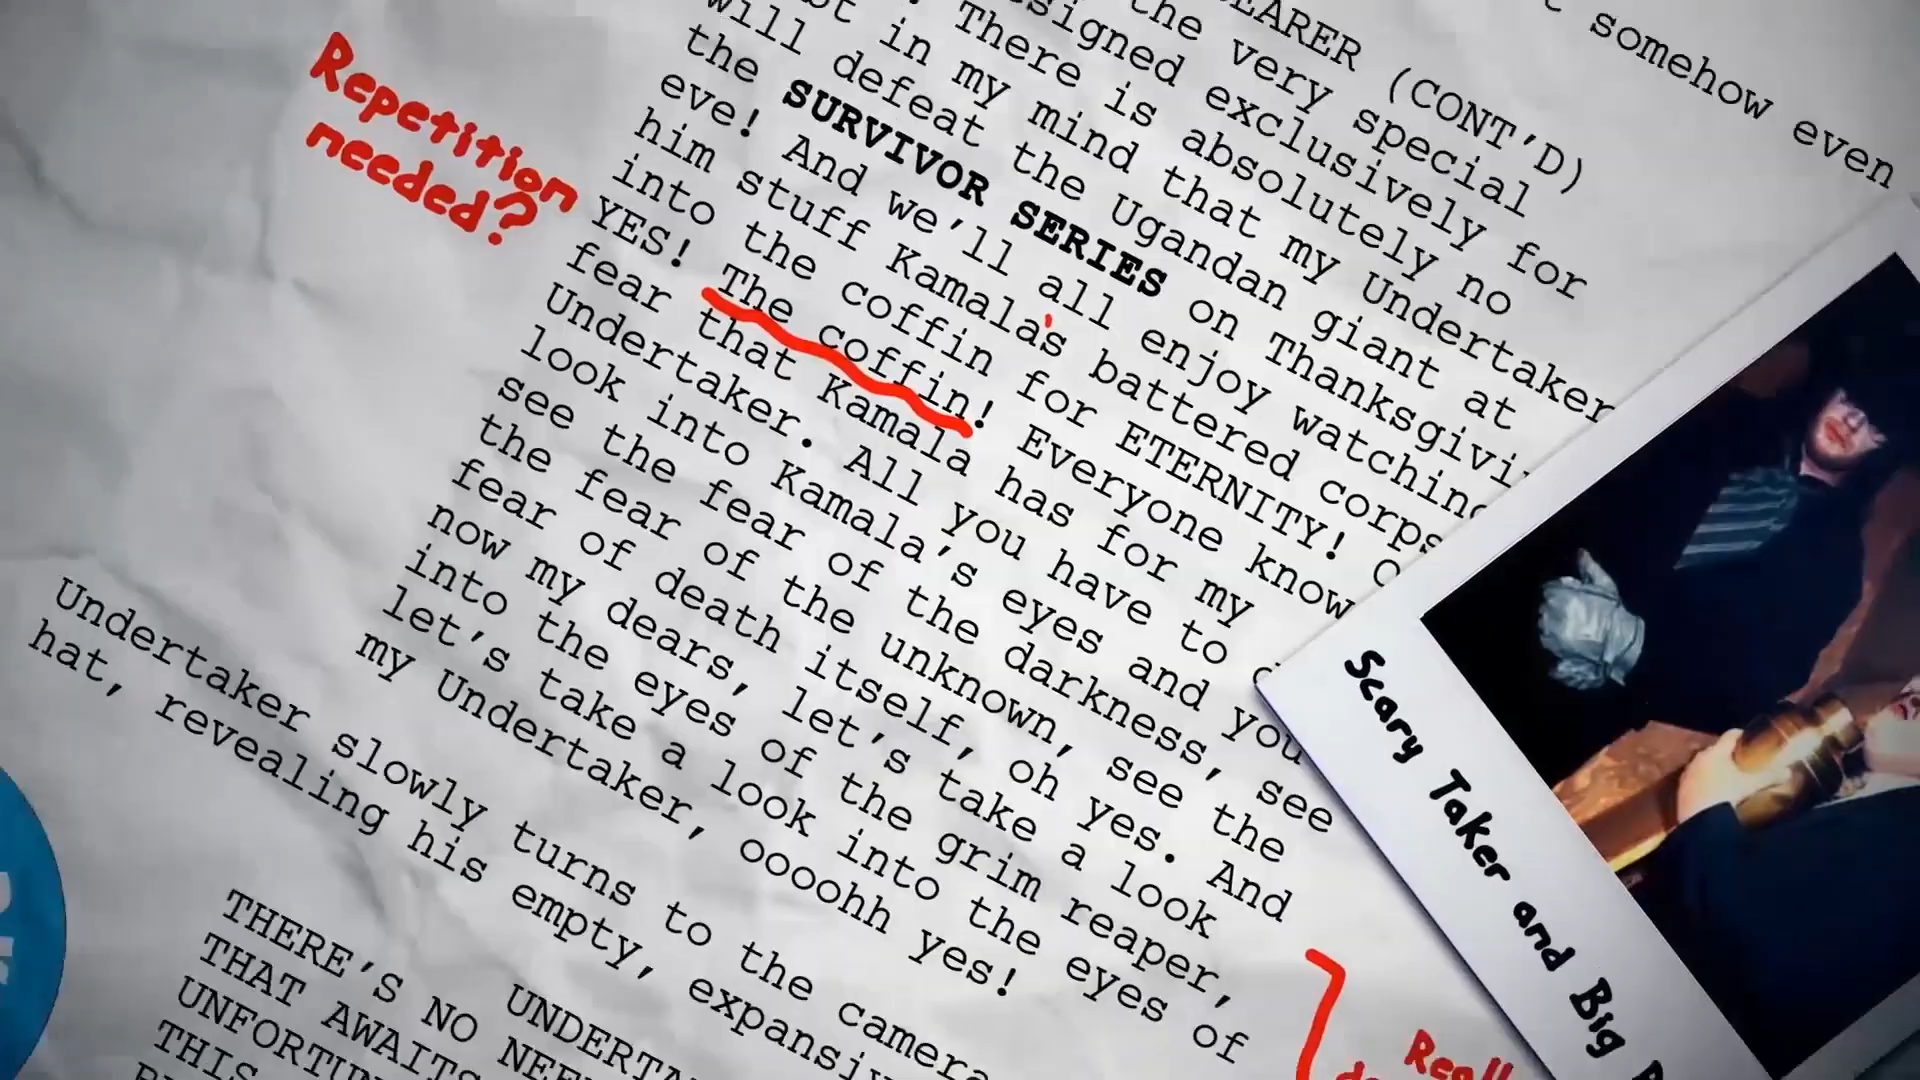 somehow even
EARER (CONT'D)
the very special
signed exclusively for
There is absolutely no
in my mind that my Undertaker
will defeat the Ugandan giant at
the SURVIVOR SERIES on Thanksgivi
eve! And we'll all enjoy watching
him stuff Kamala's battered corps
into the coffin for ETERNITY! O
YES! The coffin! Everyone know
fear that Kamala has for my
Undertaker. All you have to d
look into Kamala's eyes and you
see the fear of the darkness, see
the fear of the unknown, see the
fear of death itself, oh yes. And
now my dears, let's take a look
into the eyes of the grim reaper,
let's take a look into the eyes of
my Undertaker, ooohh yes!
Undertaker slowly turns to the camera
hat, revealing his empty, expansiv
UNDERTA
THERE'S NO NEE
THAT AWAITS
UNFORTUN
THIS
Repetition
needed?
Scary Taker and Big
Really